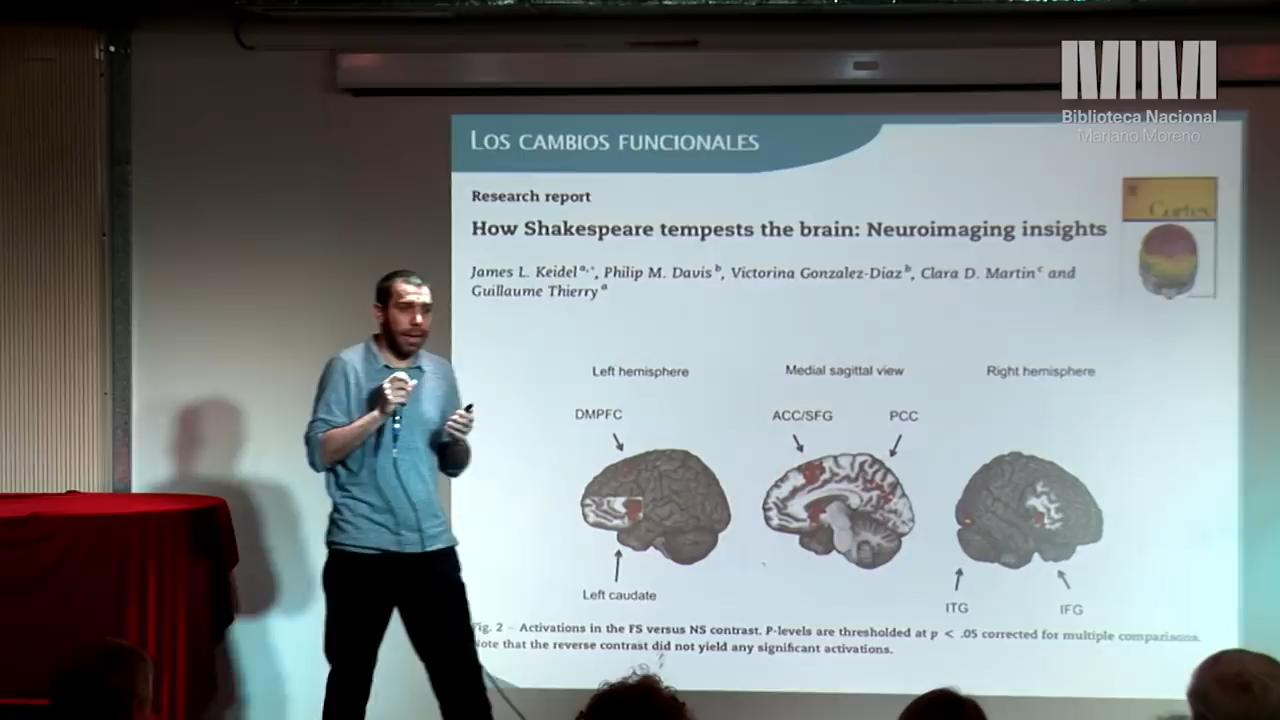 Biblioteca Nacional
Mariano Moreno
LOS CAMBIOS FUNCIONALES
Research report
How Shakespeare tempests the brain: Neuroimaging insights
Cortex
James L. Keidel a,*, Philip M. Davis b, Victorina Gonzalez-Diaz b, Clara D. Martin c and
Guillaume Thierry a
Left hemisphere
Medial sagittal view
Right hemisphere
DMPFC
ACC/SFG
PCC
Left caudate
ITG
IFG
Fig. 2 – Activations in the FS versus NS contrast. P-levels are thresholded at p < .05 corrected for multiple comparisons.
Note that the reverse contrast did not yield any significant activations.